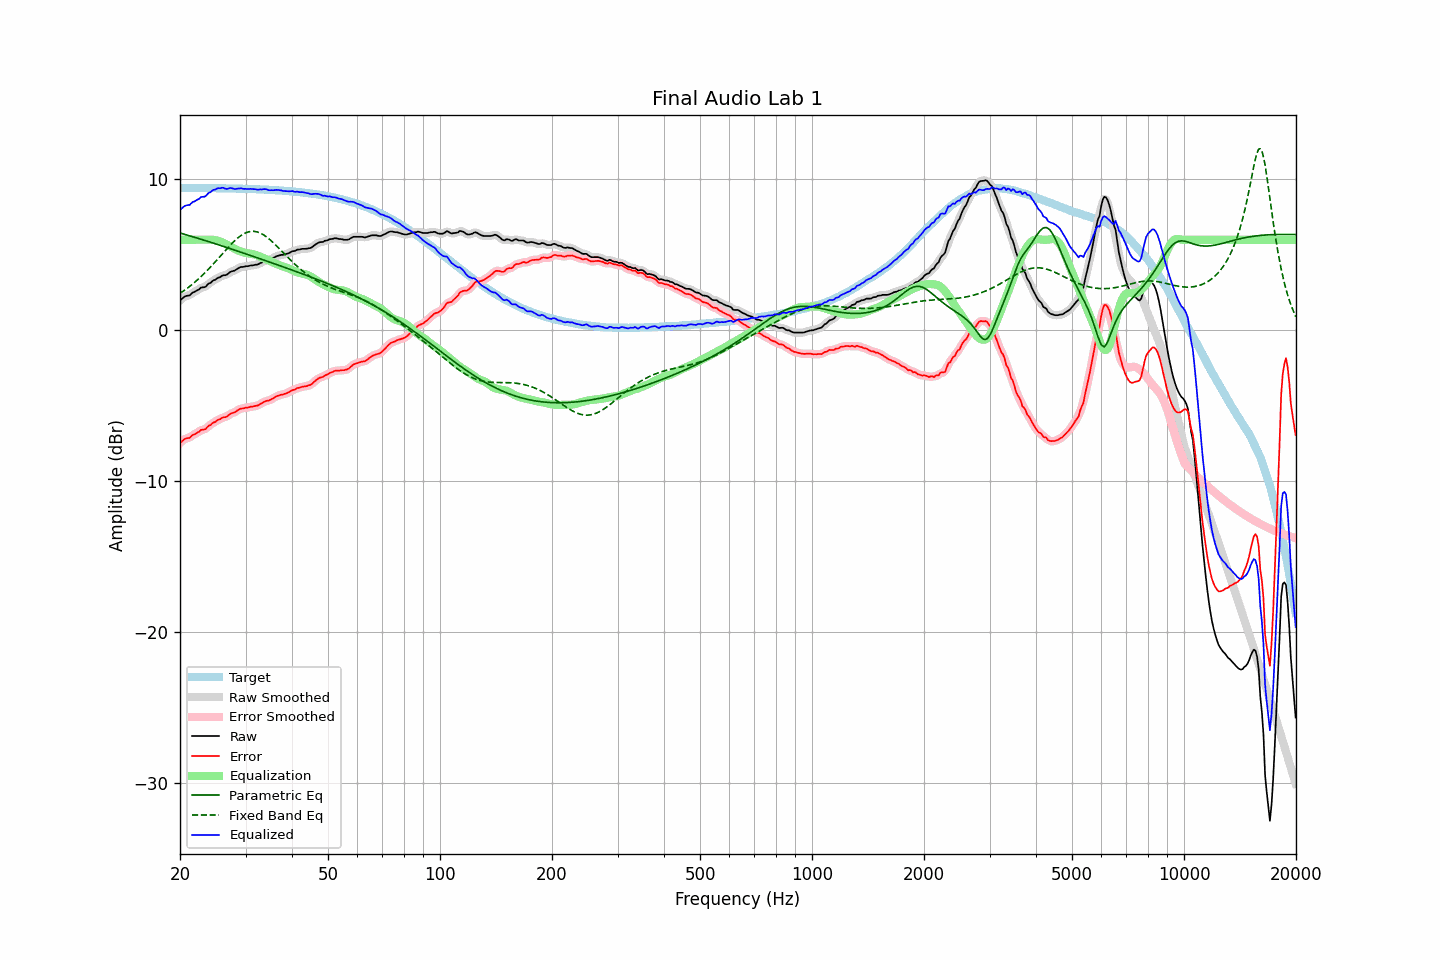 Final Audio Lab 1
10
0
−10
−20
−30
Amplitude (dBr)
Target
Raw Smoothed
Error Smoothed
Raw
Error
Equalization
Parametric Eq
Fixed Band Eq
Equalized
20 50 100 200 500 1000 2000 5000 10000 20000
Frequency (Hz)